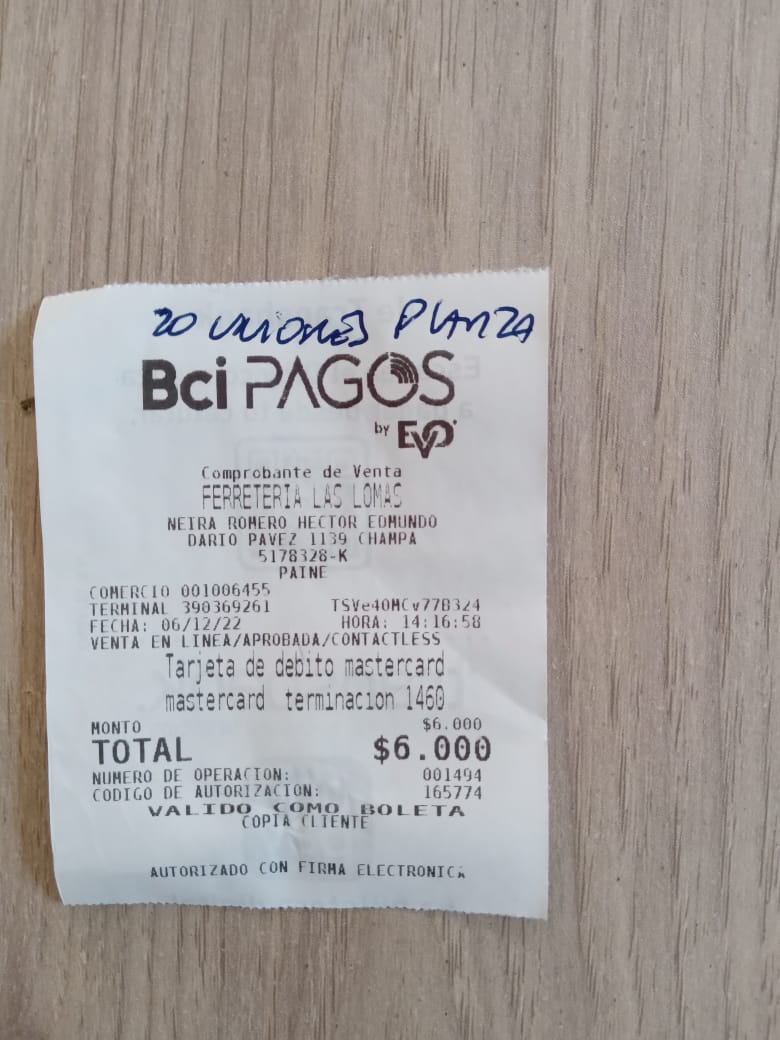 20 UNIONES PLANZA
Bci PAGOS
by EVO
Comprobante de Venta
FERRETERIA LAS LOMAS
NEIRA ROMERO HECTOR EDMUNDO
DARIO PAVEZ 1139 CHAMPA
5178328-K
PAINE
COMERCIO 001006455
TERMINAL 390369261 TSVe40MCv77B324
FECHA: 06/12/22 HORA: 14:16:58
VENTA EN LINEA/APROBADA/CONTACTLESS
Tarjeta de debito mastercard
mastercard terminacion 1460
MONTO $6.000
TOTAL $6.000
NUMERO DE OPERACION: 001494
CODIGO DE AUTORIZACION: 165774
VALIDO COMO BOLETA
COPIA CLIENTE
AUTORIZADO CON FIRMA ELECTRONICA